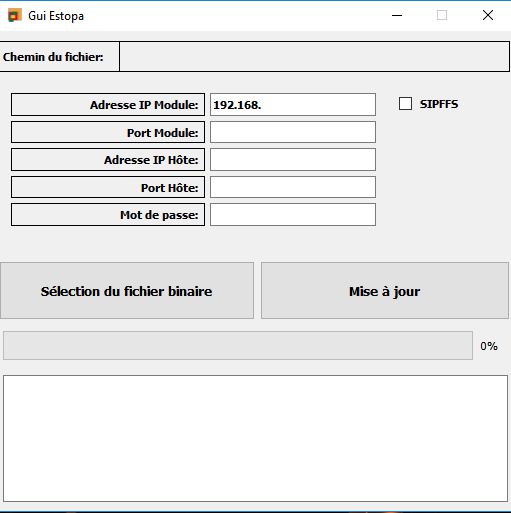 Gui Estopa
Chemin du fichier:
Adresse IP Module: 192.168. SIPFFS
Port Module:
Adresse IP Hôte:
Port Hôte:
Mot de passe:
Sélection du fichier binaire Mise à jour
0%